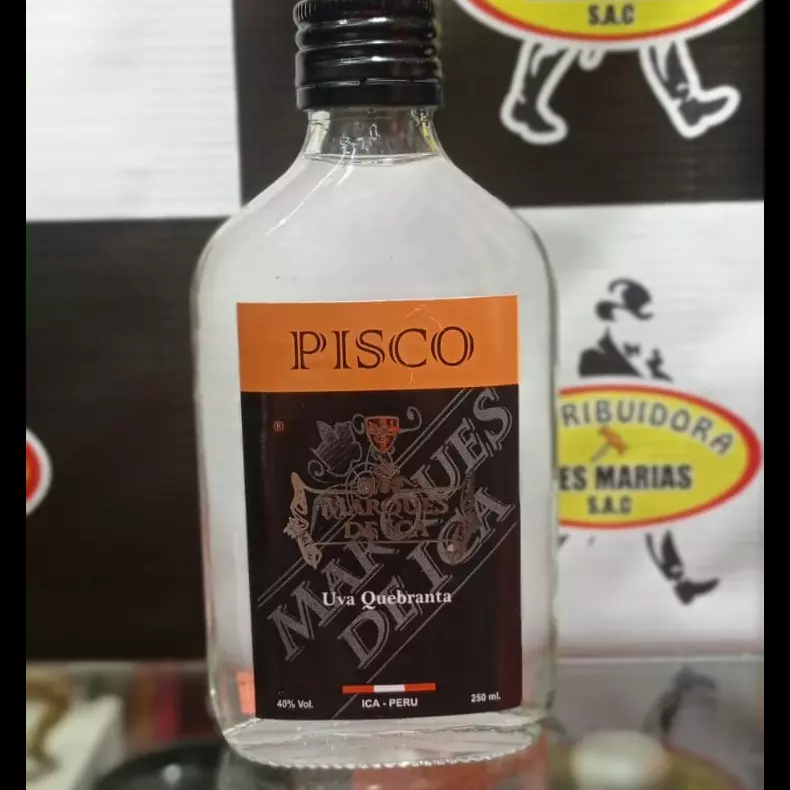 S.A.C
PISCO
®
MARQUES
DE ICA
MARQUES
DE ICA
Uva Quebranta
40% Vol.
ICA - PERU
250 ml.
RIBUIDORA
ES MARIAS
S.A.C